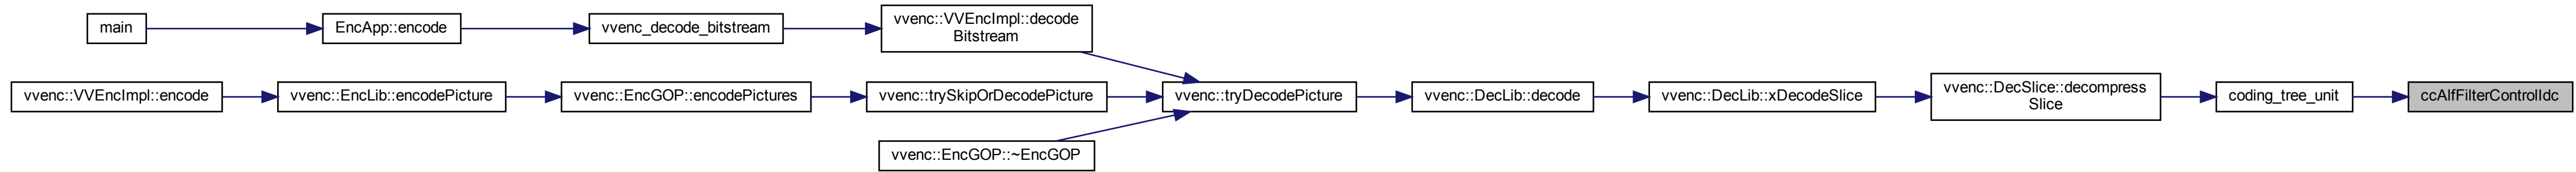 main
EncApp::encode
vvenc_decode_bitstream
vvenc::VVEncImpl::decode
Bitstream
vvenc::VVEncImpl::encode
vvenc::EncLib::encodePicture
vvenc::EncGOP::encodePictures
vvenc::trySkipOrDecodePicture
vvenc::tryDecodePicture
vvenc::DecLib::decode
vvenc::DecLib::xDecodeSlice
vvenc::DecSlice::decompress
Slice
coding_tree_unit
ccAlfFilterControlIdc
vvenc::EncGOP::~EncGOP